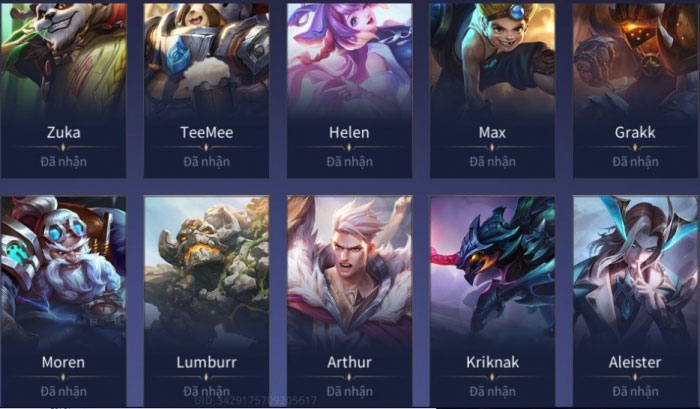 Zuka TeeMee Helen Max Grakk
Đã nhận Đã nhận Đã nhận Đã nhận Đã nhận
Moren Lumburr Arthur Kriknak Aleister
Đã nhận Đã nhận Đã nhận Đã nhận Đã nhận
UID:3429175709205617